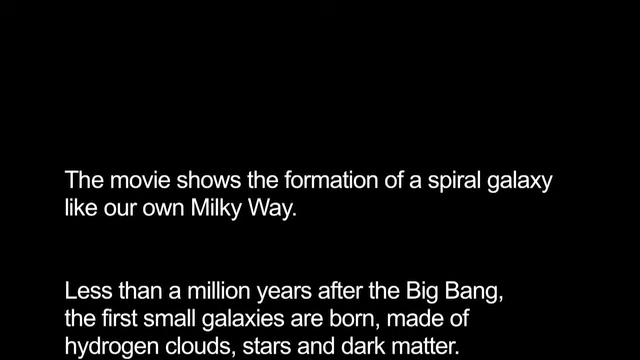 The movie shows the formation of a spiral galaxy
like our own Milky Way.
Less than a million years after the Big Bang,
the first small galaxies are born, made of
hydrogen clouds, stars and dark matter.